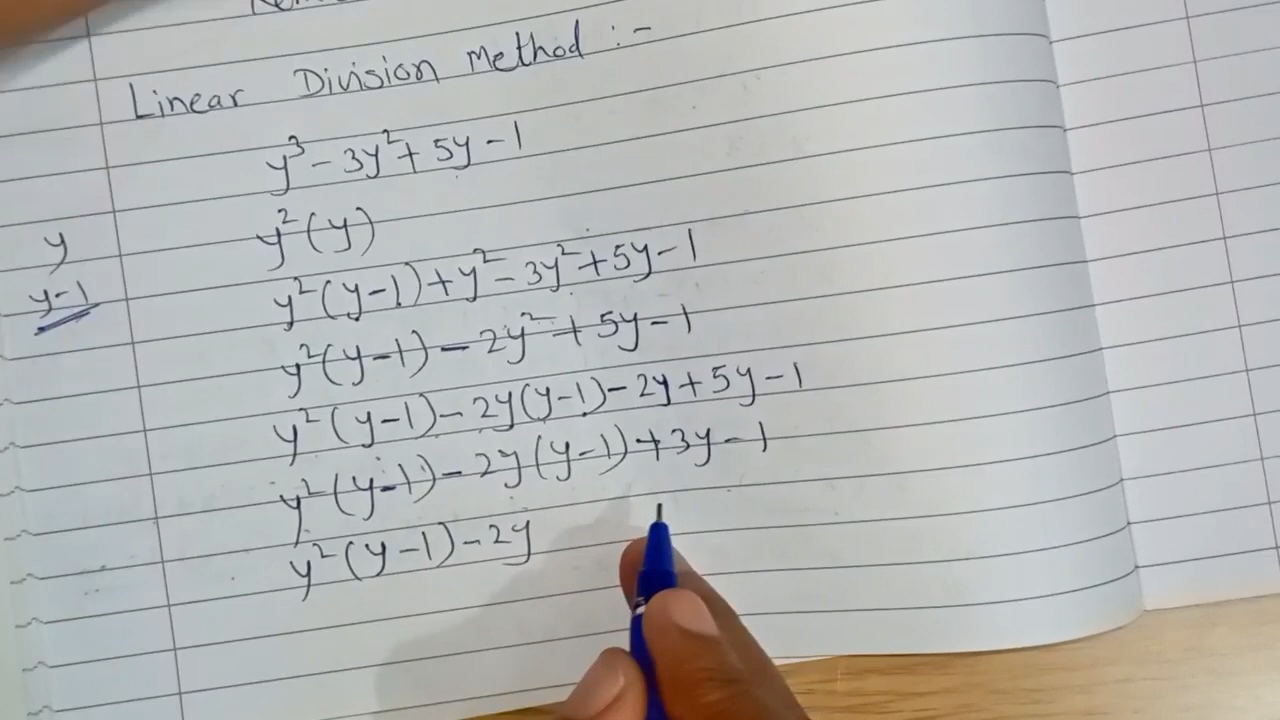 Linear Division Method :-
y³ - 3y² + 5y - 1
y²(y)
y
y²(y-1) + y² - 3y² + 5y - 1
y-1
y²(y-1) - 2y² + 5y - 1
y²(y-1) - 2y(y-1) - 2y + 5y - 1
y²(y-1) - 2y(y-1) + 3y - 1
y²(y-1) - 2y